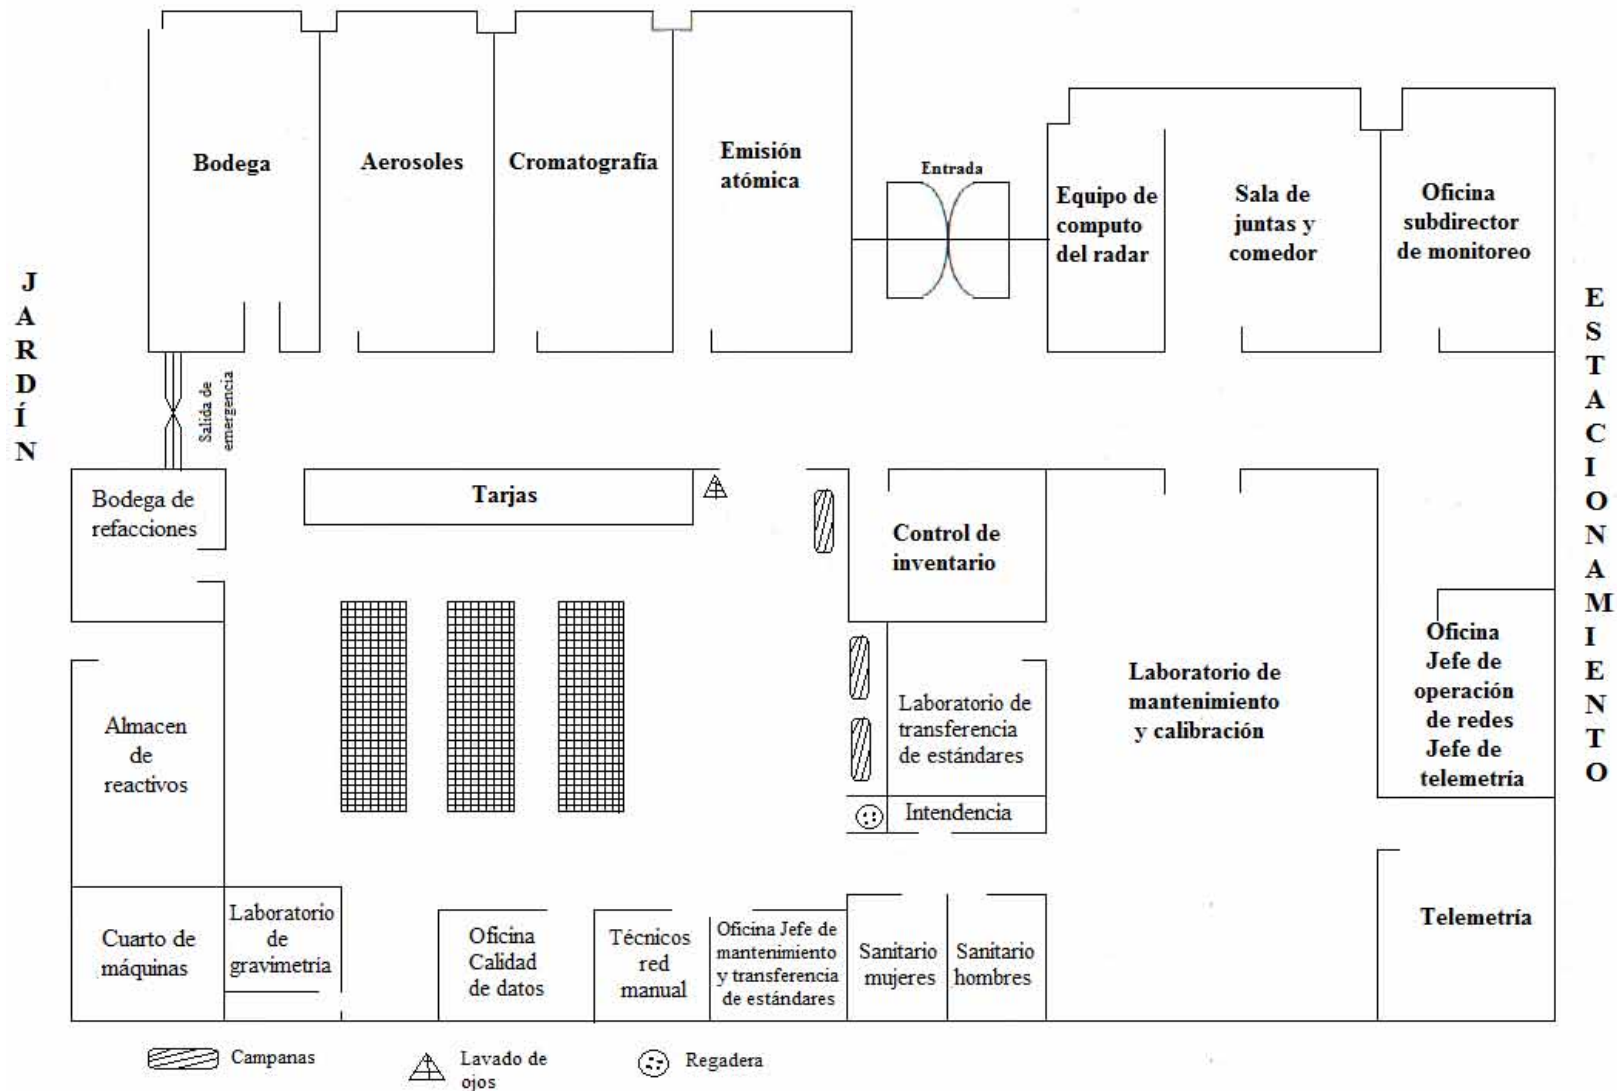 Bodega
Aerosoles
Cromatografía
Emisión
atómica
Entrada
Equipo de
computo
del radar
Sala de
juntas y
comedor
Oficina
subdirector
de monitoreo
JARDÍN
ESTACIONAMIENTO
Salida de
emergencia
Bodega de
refacciones
Tarjas
Control de
inventario
Almacen
de
reactivos
Laboratorio de
transferencia
de estándares
Intendencia
Laboratorio de
mantenimiento
y calibración
Oficina
Jefe de
operación
de redes
Jefe de
telemetría
Cuarto de
máquinas
Laboratorio
de
gravimetría
Oficina
Calidad
de datos
Técnicos
red
manual
Oficina Jefe de
mantenimiento
y transferencia
de estándares
Sanitario
mujeres
Sanitario
hombres
Telemetría
Campanas
Lavado de
ojos
Regadera